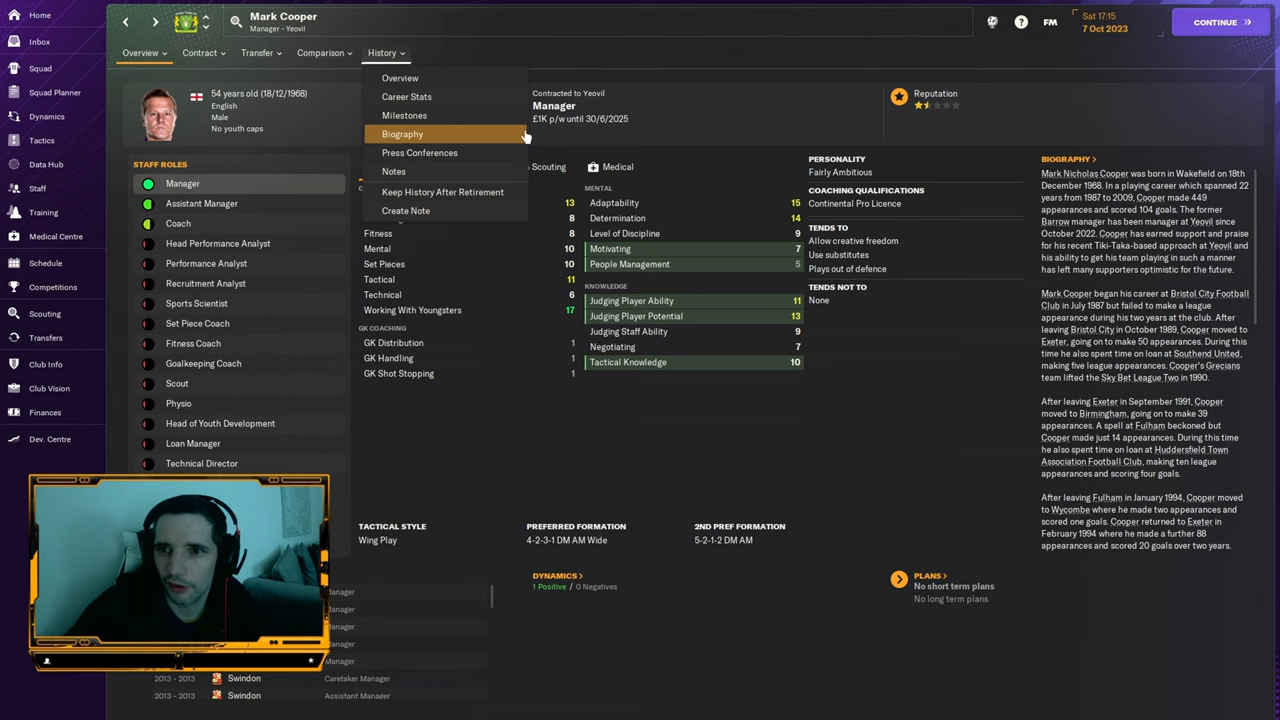 Home
Inbox
Squad
Squad Planner
Dynamics
Tactics
Data Hub
Staff
Training
Medical Centre
Schedule
Competitions
Scouting
Transfers
Club Info
Club Vision
Finances
Dev. Centre
Mark Cooper
Manager - Yeovil
FM
Sat 17:15
7 Oct 2023
CONTINUE
Overview
Contract
Transfer
Comparison
History
Overview
Career Stats
Milestones
Biography
Press Conferences
Notes
Keep History After Retirement
Create Note
54 years old (18/12/1968)
English
Male
No youth caps
Contracted to Yeovil
Manager
£1K p/w until 30/6/2025
Reputation
STAFF ROLES
Manager
Assistant Manager
Coach
Head Performance Analyst
Performance Analyst
Recruitment Analyst
Sports Scientist
Set Piece Coach
Fitness Coach
Goalkeeping Coach
Scout
Physio
Head of Youth Development
Loan Manager
Technical Director
Scouting
Medical
13
8
Fitness 8
Mental 10
Set Pieces 10
Tactical 11
Technical 6
Working With Youngsters 17
GK COACHING
GK Distribution 1
GK Handling 1
GK Shot Stopping 1
MENTAL
Adaptability 15
Determination 14
Level of Discipline 9
Motivating 7
People Management 5
KNOWLEDGE
Judging Player Ability 11
Judging Player Potential 13
Judging Staff Ability 9
Negotiating 7
Tactical Knowledge 10
PERSONALITY
Fairly Ambitious
COACHING QUALIFICATIONS
Continental Pro Licence
TENDS TO
Allow creative freedom
Use substitutes
Plays out of defence
TENDS NOT TO
None
BIOGRAPHY >
Mark Nicholas Cooper was born in Wakefield on 18th
December 1968. In a playing career which spanned 22
years from 1987 to 2009, Cooper made 449
appearances and scored 104 goals. The former
Barrow manager has been manager at Yeovil since
October 2022. Cooper has earned support and praise
for his recent Tiki-Taka-based approach at Yeovil and
his ability to get his team playing in such a manner
has left many supporters optimistic for the future.
Mark Cooper began his career at Bristol City Football
Club in July 1987 but failed to make a league
appearance during his two years at the club. After
leaving Bristol City in October 1989, Cooper moved to
Exeter, going on to make 50 appearances. During this
time he also spent time on loan at Southend United,
making five league appearances. Cooper's Grecians
team lifted the Sky Bet League Two in 1990.
After leaving Exeter in September 1991, Cooper
moved to Birmingham, going on to make 39
appearances. A spell at Fulham beckoned but
Cooper made just 14 appearances. During this time
he also spent time on loan at Huddersfield Town
Association Football Club, making ten league
appearances and scoring four goals.
After leaving Fulham in January 1994, Cooper moved
to Wycombe where he made two appearances and
scored one goals. Cooper returned to Exeter in
February 1994 where he made a further 88
appearances and scored 20 goals over two years.
TACTICAL STYLE
Wing Play
PREFERRED FORMATION
4-2-3-1 DM AM Wide
2ND PREF FORMATION
5-2-1-2 DM AM
DYNAMICS >
1 Positive / 0 Negatives
PLANS >
No short term plans
No long term plans
Manager
Manager
Manager
Manager
Manager
2013 - 2013 Swindon Caretaker Manager
2013 - 2013 Swindon Assistant Manager